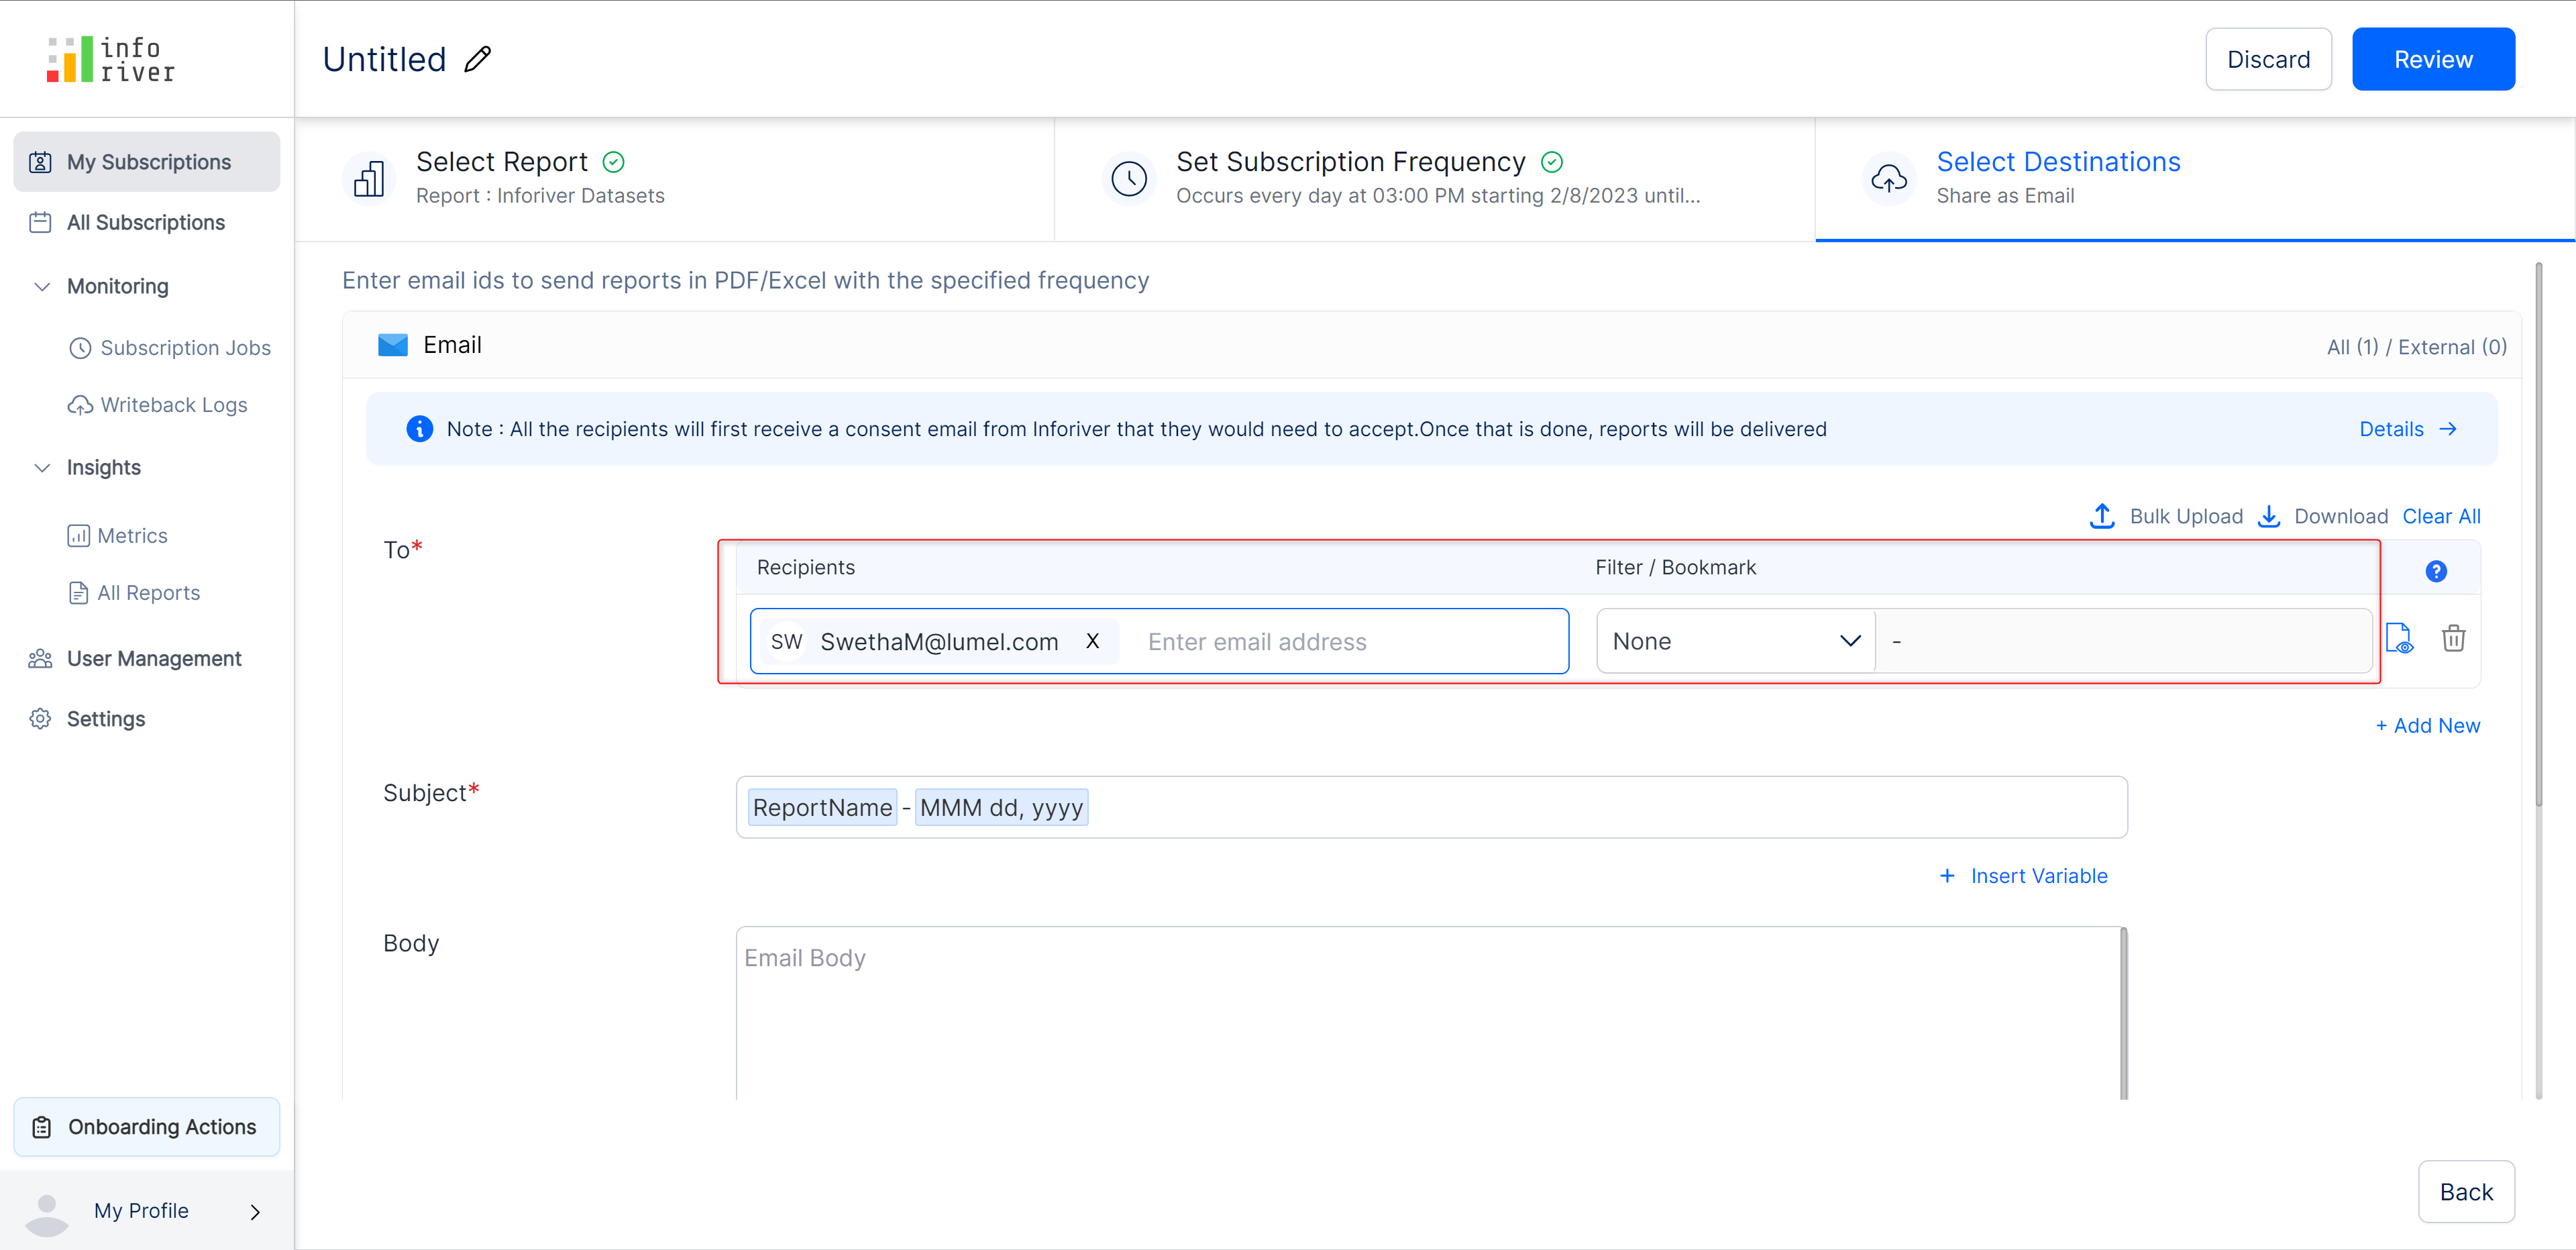 info
river
Untitled
Discard
Review
My Subscriptions
All Subscriptions
Monitoring
Subscription Jobs
Writeback Logs
Insights
Metrics
All Reports
User Management
Settings
Onboarding Actions
My Profile
Select Report
Report : Inforiver Datasets
Set Subscription Frequency
Occurs every day at 03:00 PM starting 2/8/2023 until...
Select Destinations
Share as Email
Enter email ids to send reports in PDF/Excel with the specified frequency
Email
All (1) / External (0)
Note : All the recipients will first receive a consent email from Inforiver that they would need to accept.Once that is done, reports will be delivered
Details
Bulk Upload Download Clear All
To*
Recipients Filter / Bookmark ?
SW SwethaM@lumel.com X Enter email address None -
+ Add New
Subject*
ReportName - MMM dd, yyyy
+ Insert Variable
Body
Email Body
Back